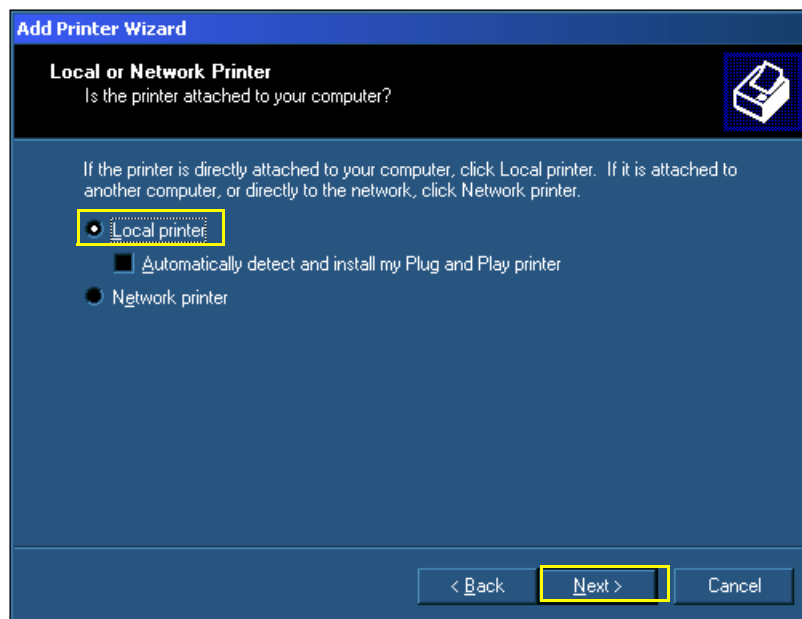 Add Printer Wizard
Local or Network Printer
Is the printer attached to your computer?
If the printer is directly attached to your computer, click Local printer. If it is attached to
another computer, or directly to the network, click Network printer.
Local printer
Automatically detect and install my Plug and Play printer
Network printer
< Back Next > Cancel